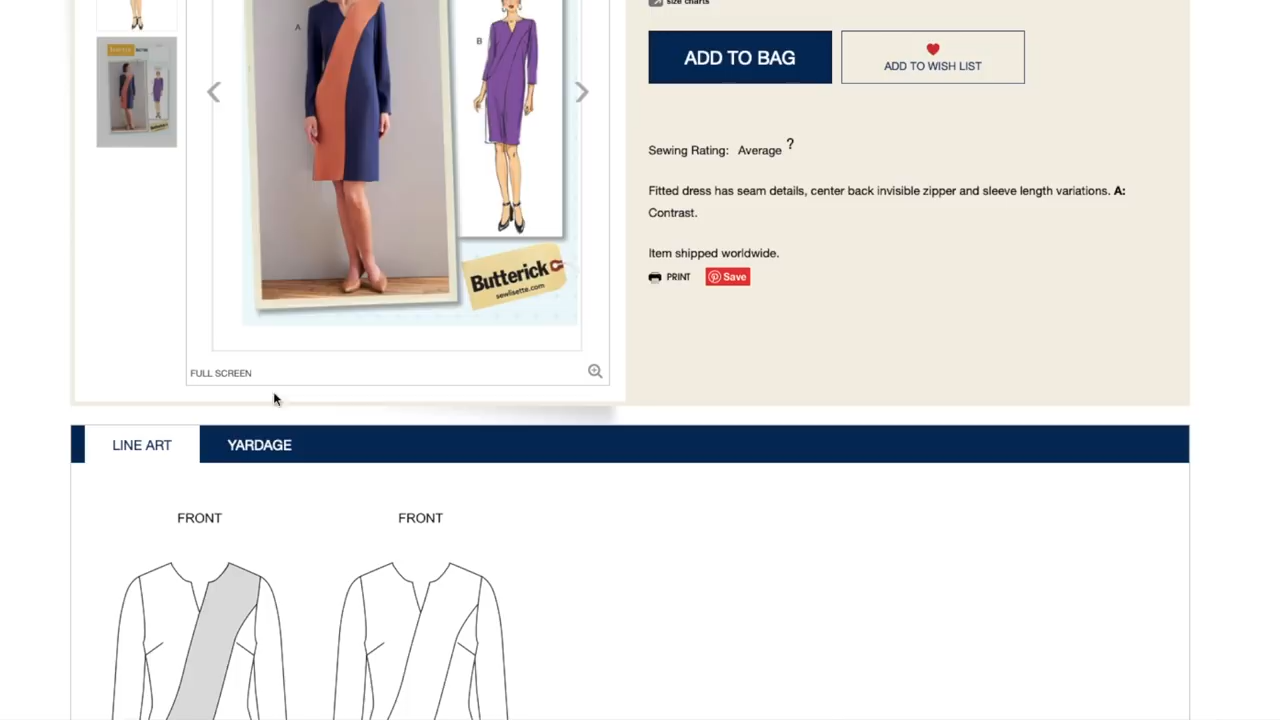 size charts
A
B
ADD TO BAG
ADD TO WISH LIST
Sewing Rating: Average ?
Fitted dress has seam details, center back invisible zipper and sleeve length variations. A:
Contrast.
Item shipped worldwide.
PRINT
Save
Butterick
sewlisette.com
FULL SCREEN
LINE ART
YARDAGE
FRONT
FRONT